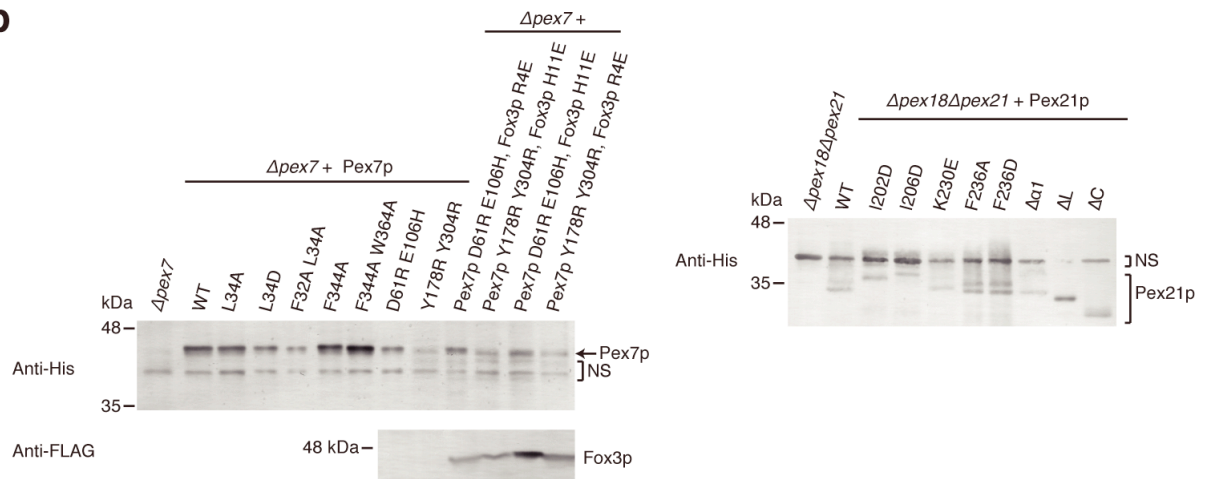 b
Δpex7 +
Δpex7 + Pex7p
kDa
Δpex7
WT
L34A
L34D
F32A L34A
F344A
F344A W364A
D61R E106H
Y178R Y304R
Pex7p D61R E106H, Fox3p R4E
Pex7p Y178R Y304R, Fox3p H11E
Pex7p D61R E106H, Fox3p H11E
Pex7p Y178R Y304R, Fox3p R4E
48
Anti-His
35
Pex7p
NS
Anti-FLAG
48 kDa
Fox3p
Δpex18Δpex21 + Pex21p
kDa
Δpex18Δpex21
WT
I202D
I206D
K230E
F236A
F236D
Δα1
ΔL
ΔC
48
Anti-His
35
NS
Pex21p